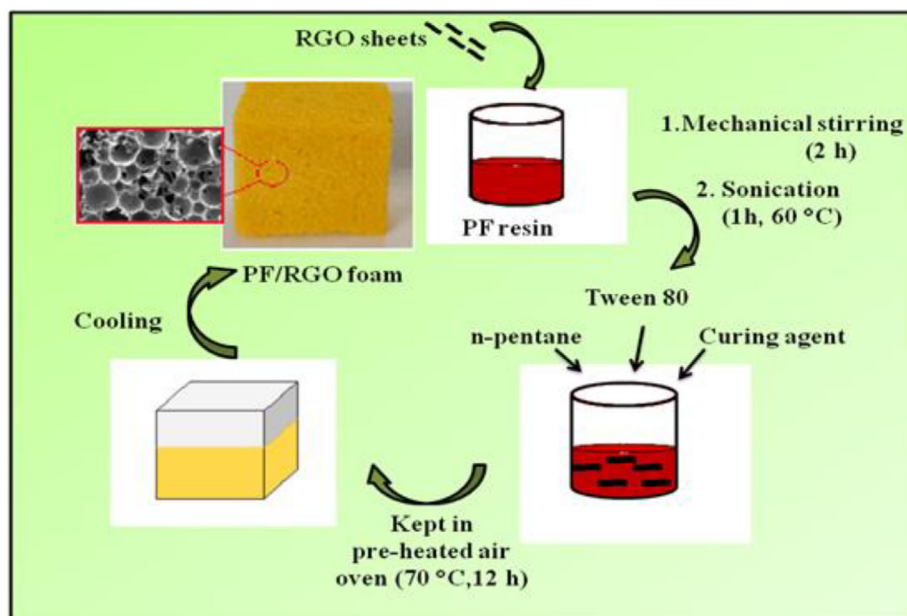 RGO sheets
1.Mechanical stirring
(2 h)
2. Sonication
(1h, 60 °C)
PF resin
PF/RGO foam
Tween 80
Cooling
n-pentane
Curing agent
Kept in
pre-heated air
oven (70 °C,12 h)